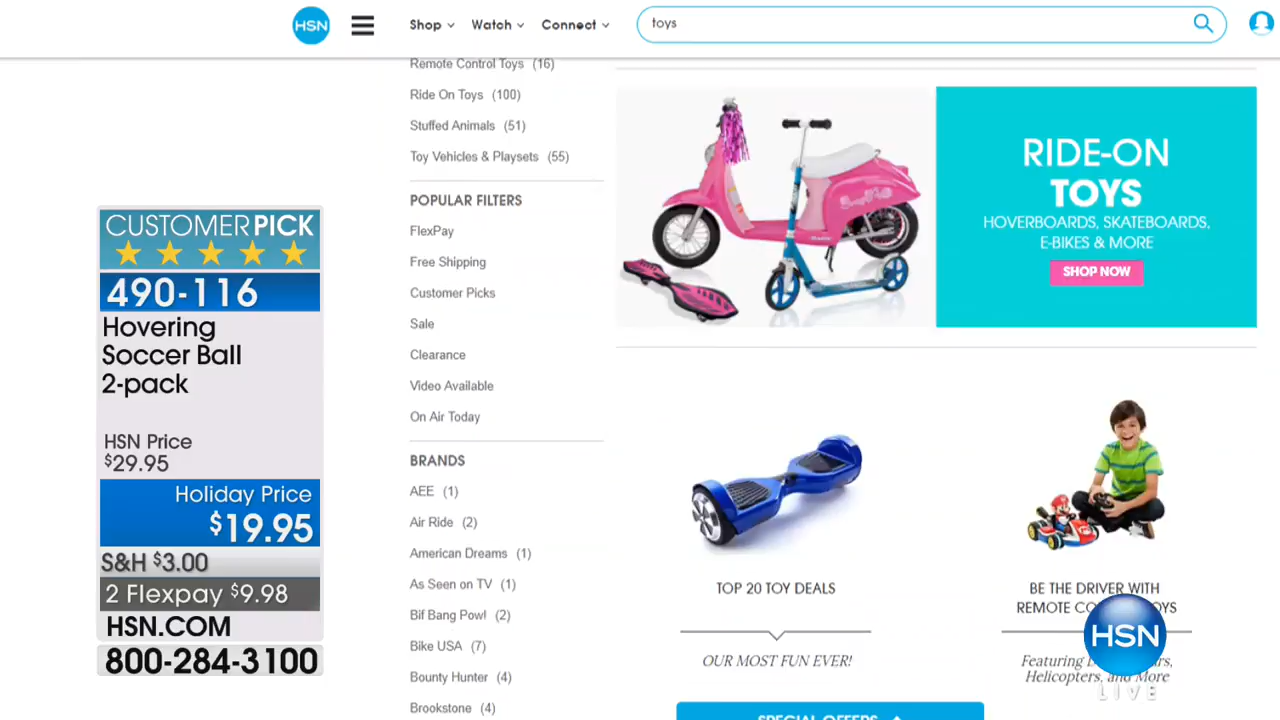 HSN
Shop
Watch
Connect
toys
Remote Control Toys (16)
Ride On Toys (100)
Stuffed Animals (51)
Toy Vehicles & Playsets (55)
POPULAR FILTERS
FlexPay
Free Shipping
Customer Picks
Sale
Clearance
Video Available
On Air Today
BRANDS
AEE (1)
Air Ride (2)
American Dreams (1)
As Seen on TV (1)
Bif Bang Pow! (2)
Bike USA (7)
Bounty Hunter (4)
Brookstone (4)
RIDE-ON
TOYS
HOVERBOARDS, SKATEBOARDS,
E-BIKES & MORE
SHOP NOW
TOP 20 TOY DEALS
OUR MOST FUN EVER!
BE THE DRIVER WITH
REMOTE
Featuring
Helicopters, and More
SPECIAL OFFERS
CUSTOMER PICK
490-116
Hovering
Soccer Ball
2-pack
HSN Price
$29.95
Holiday Price
$19.95
S&H $3.00
2 Flexpay $9.98
HSN.COM
800-284-3100
HSN
LIVE